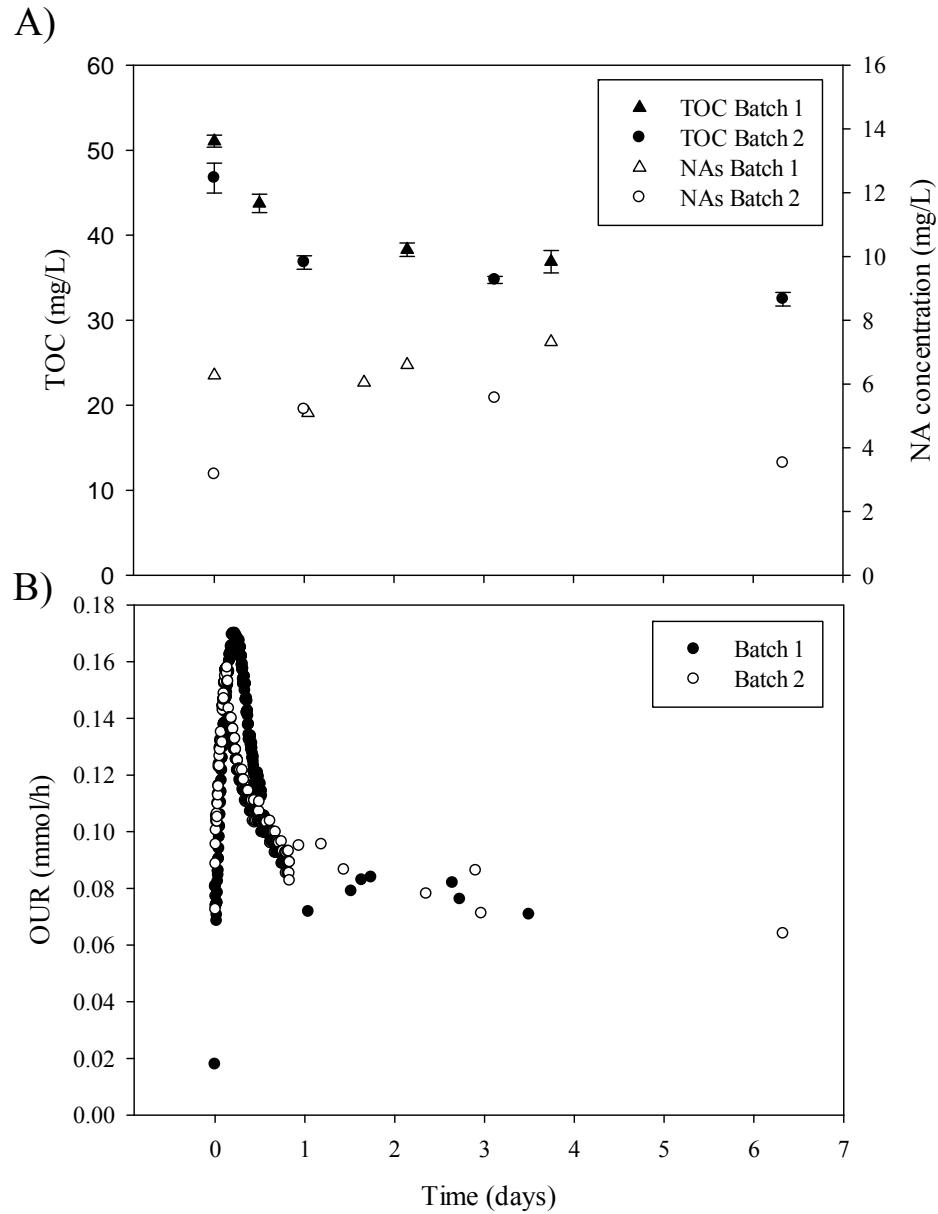 A)
60
50
40
30
20
10
0
TOC (mg/L)
TOC Batch 1
TOC Batch 2
NAs Batch 1
NAs Batch 2
16
14
12
10
8
6
4
2
0
NA concentration (mg/L)
B)
0.18
0.16
0.14
0.12
0.10
0.08
0.06
0.04
0.02
0.00
OUR (mmol/h)
Batch 1
Batch 2
0 1 2 3 4 5 6 7
Time (days)